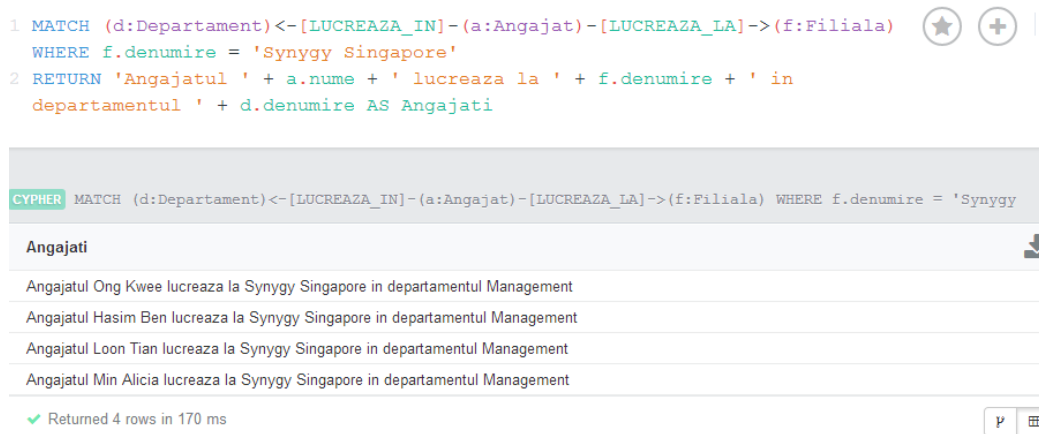 1 MATCH (d:Departament)<-[LUCREAZA_IN]-(a:Angajat)-[LUCREAZA_LA]->(f:Filiala)
WHERE f.denumire = 'Synygy Singapore'
2 RETURN 'Angajatul ' + a.nume + ' lucreaza la ' + f.denumire + ' in
departamentul ' + d.denumire AS Angajati
CYPHER MATCH (d:Departament)<-[LUCREAZA_IN]-(a:Angajat)-[LUCREAZA_LA]->(f:Filiala) WHERE f.denumire = 'Synygy
Angajati
Angajatul Ong Kwee lucreaza la Synygy Singapore in departamentul Management
Angajatul Hasim Ben lucreaza la Synygy Singapore in departamentul Management
Angajatul Loon Tian lucreaza la Synygy Singapore in departamentul Management
Angajatul Min Alicia lucreaza la Synygy Singapore in departamentul Management
Returned 4 rows in 170 ms